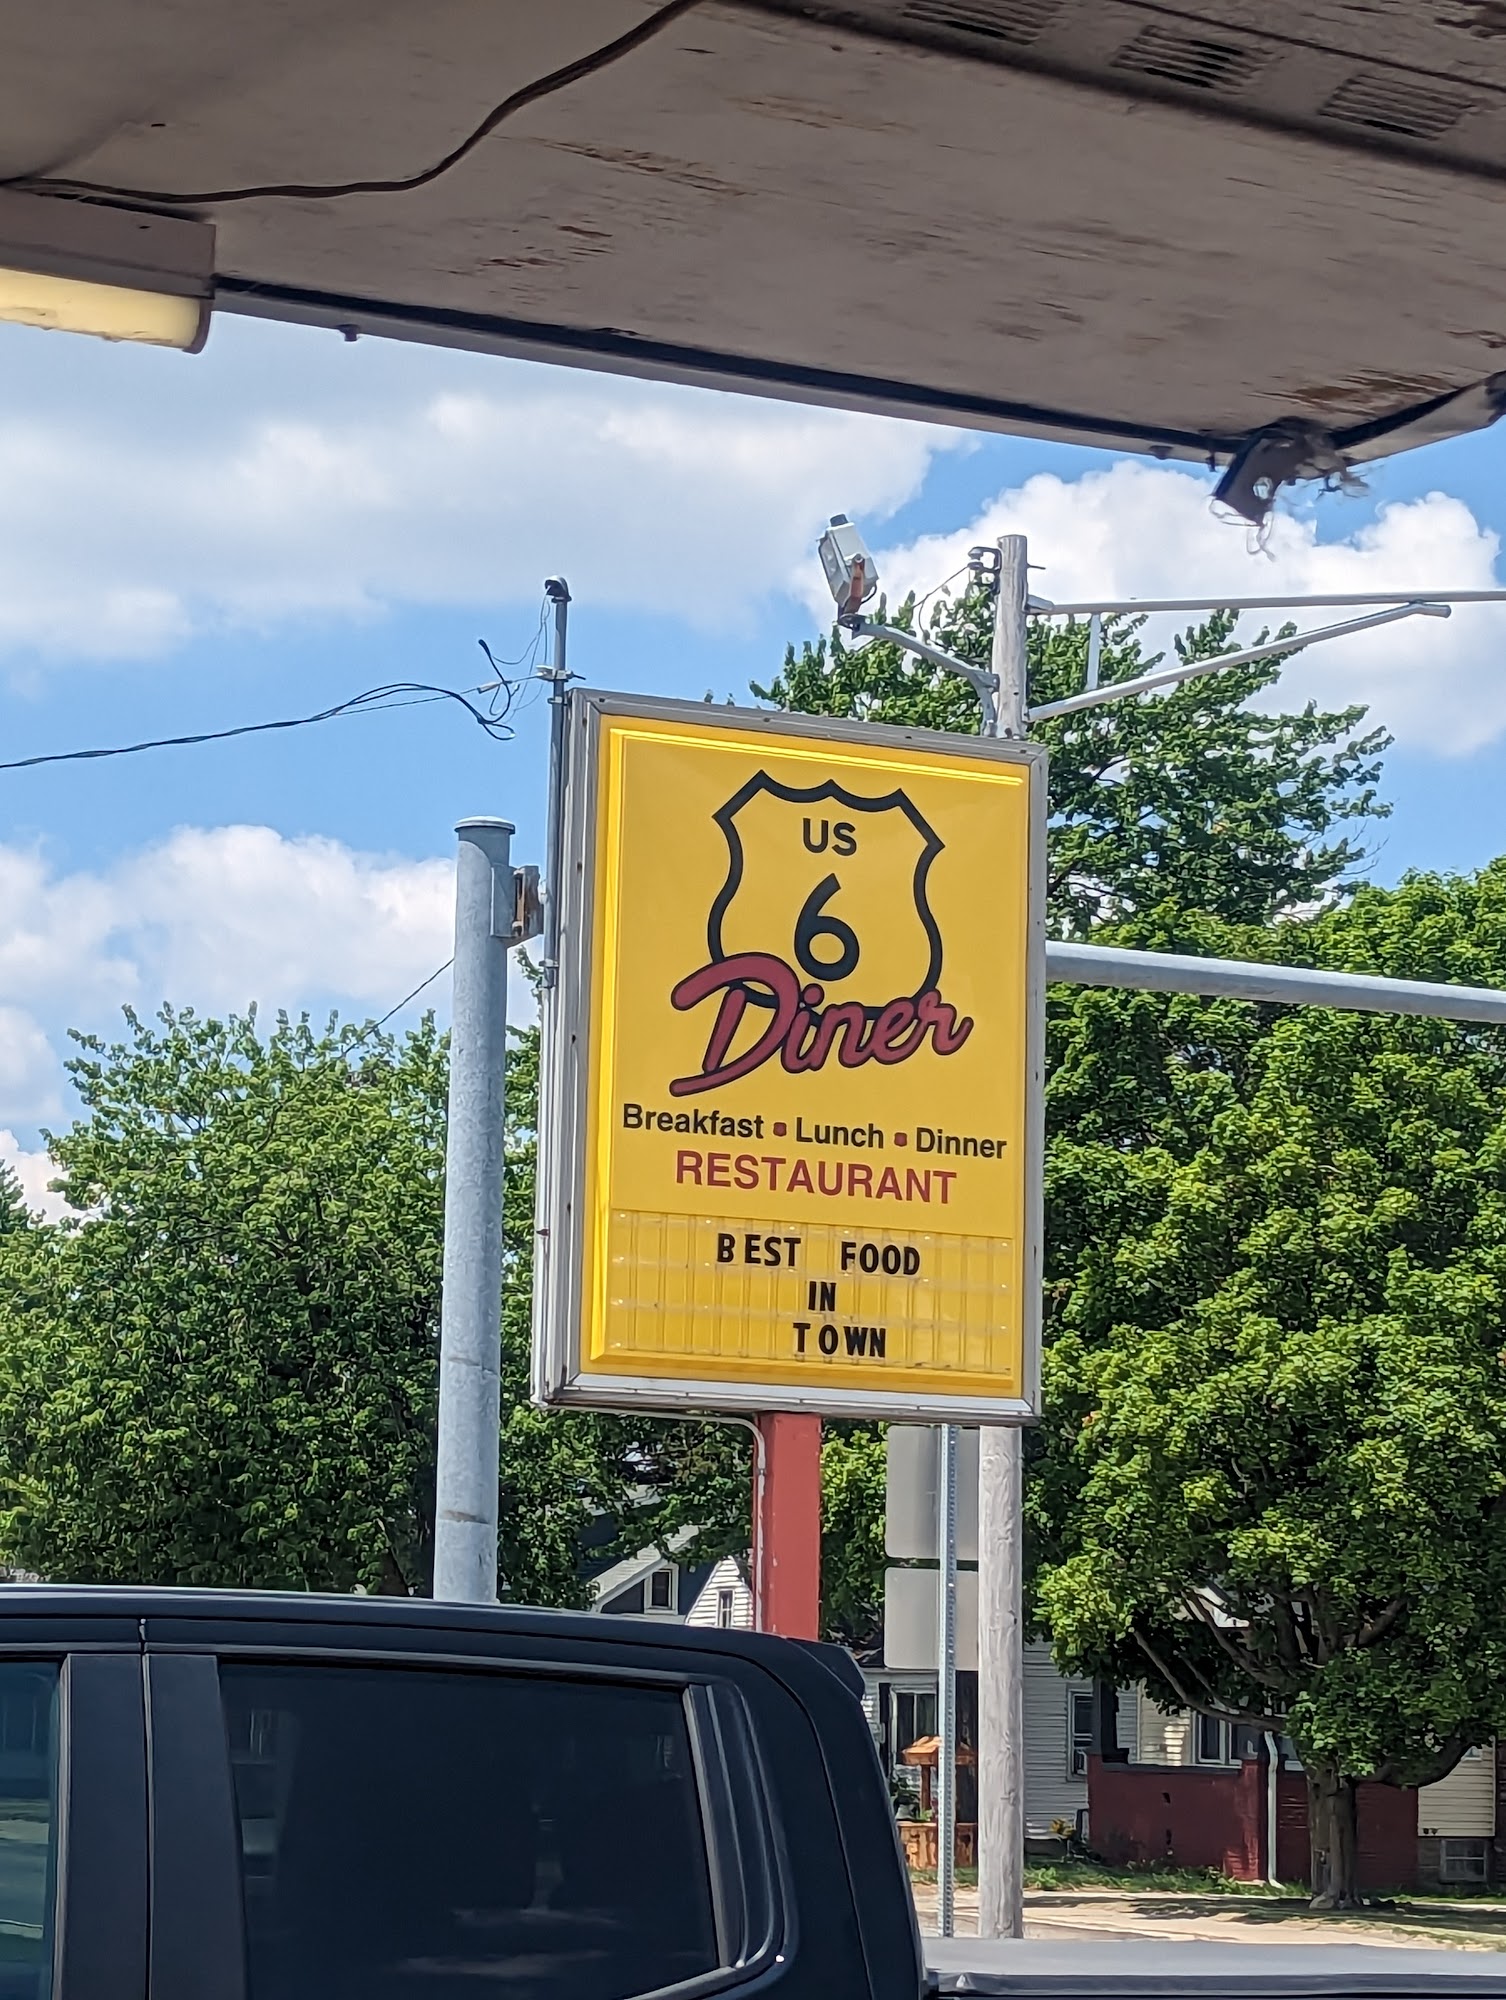 US
6
Diner
Breakfast • Lunch • Dinner
RESTAURANT
BEST FOOD
IN
TOWN